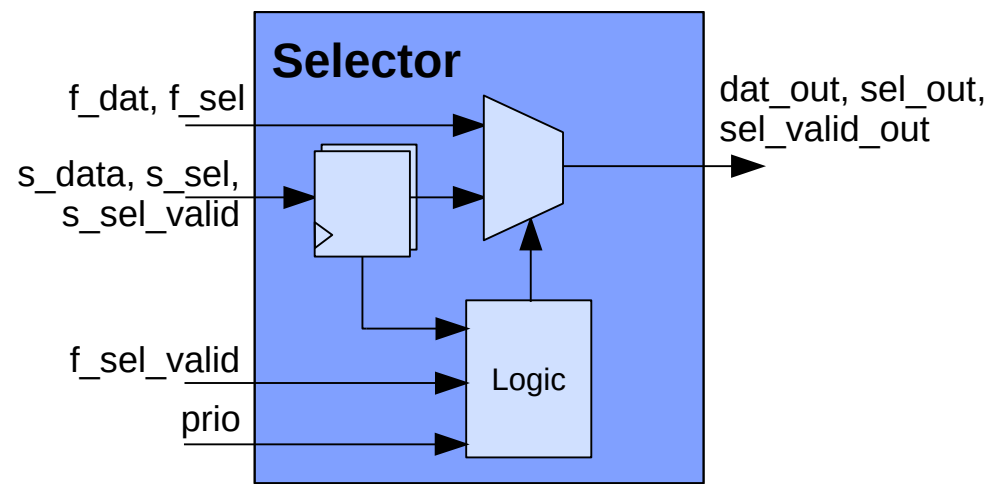 Selector
f_dat, f_sel
dat_out, sel_out,
sel_valid_out
s_data, s_sel,
s_sel_valid
f_sel_valid
Logic
prio